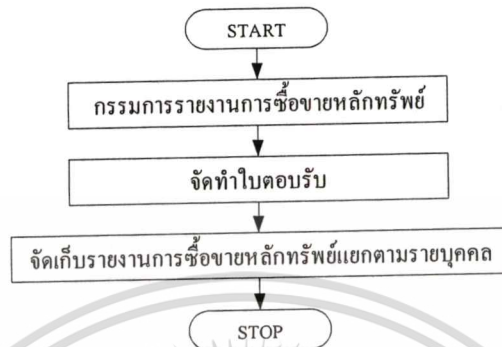 START
กรรมการรายงานการซื้อขายหลักทรัพย์
จัดทำใบตอบรับ
จัดเก็บรายงานการซื้อขายหลักทรัพย์แยกตามรายบุคคล
STOP